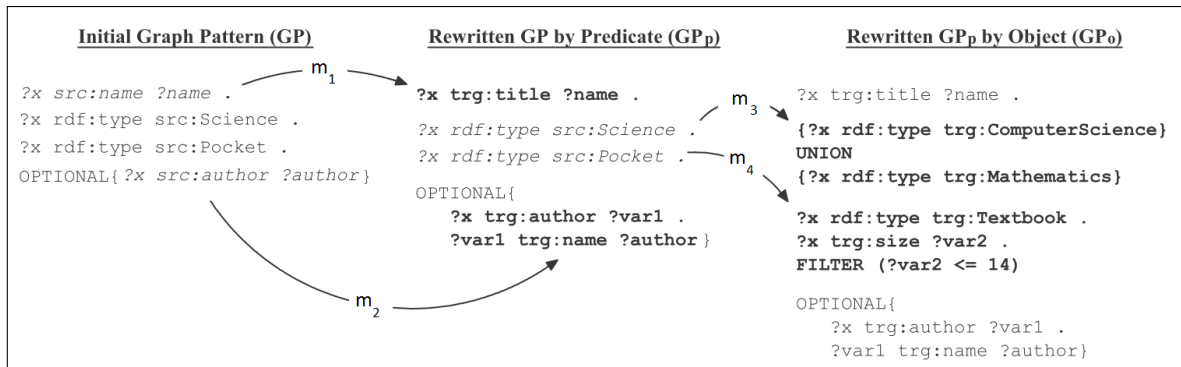 Initial Graph Pattern (GP)
?x src:name ?name .
?x rdf:type src:Science .
?x rdf:type src:Pocket .
OPTIONAL{?x src:author ?author}
m1
m2
Rewritten GP by Predicate (GPp)
?x trg:title ?name .
?x rdf:type src:Science .
?x rdf:type src:Pocket .
OPTIONAL{
?x trg:author ?var1 .
?var1 trg:name ?author}
m3
m4
Rewritten GPp by Object (GPo)
?x trg:title ?name .
{?x rdf:type trg:ComputerScience}
UNION
{?x rdf:type trg:Mathematics}
?x rdf:type trg:Textbook .
?x trg:size ?var2 .
FILTER (?var2 <= 14)
OPTIONAL{
?x trg:author ?var1 .
?var1 trg:name ?author}